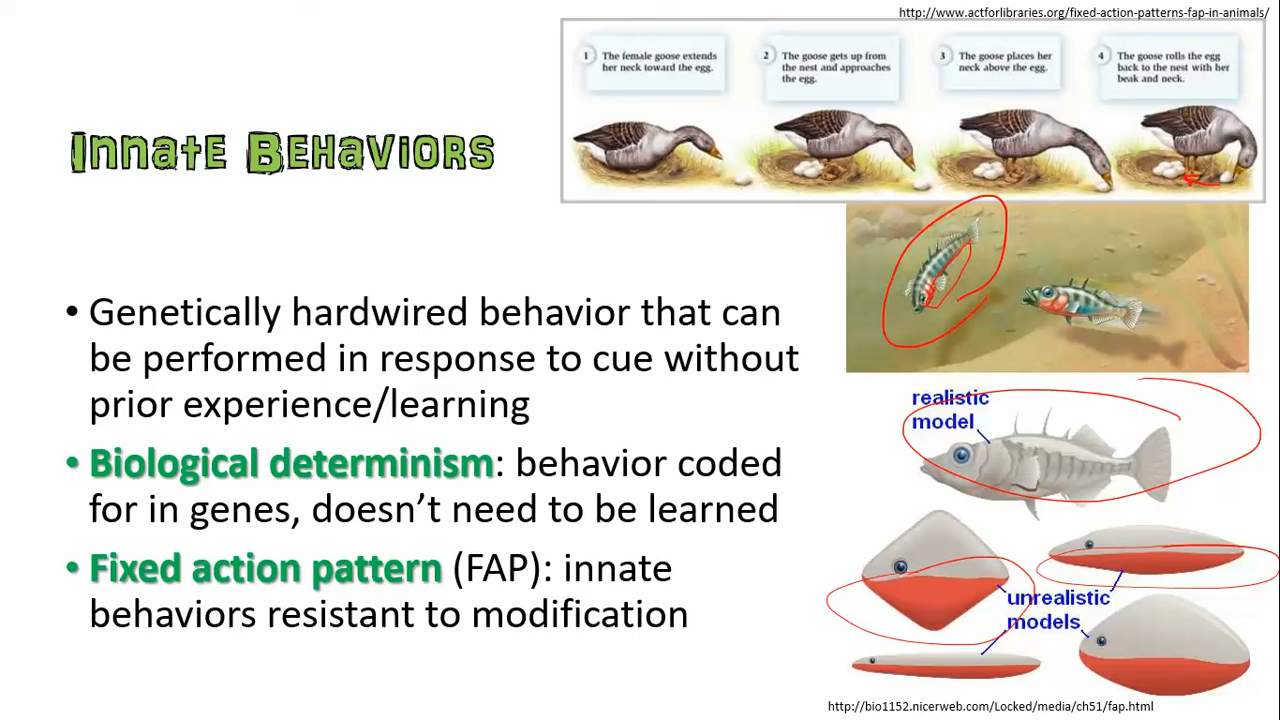 http://www.actforlibraries.org/fixed-action-patterns-fap-in-animals/
1 The female goose extends
her neck toward the egg.
2 The goose gets up from
the nest and approaches
the egg.
3 The goose places her
neck above the egg.
4 The goose rolls the egg
back to the nest with her
beak and neck.
Innate Behaviors
• Genetically hardwired behavior that can
be performed in response to cue without
prior experience/learning
• Biological determinism: behavior coded
for in genes, doesn’t need to be learned
• Fixed action pattern (FAP): innate
behaviors resistant to modification
realistic
model
unrealistic
models
http://bio1152.nicerweb.com/Locked/media/ch51/fap.html